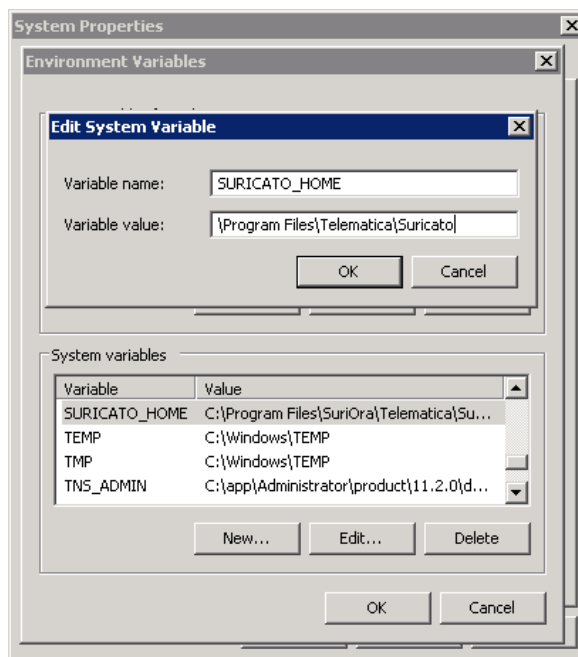 System Properties
Environment Variables
Edit System Variable
Variable name:
SURICATO_HOME
Variable value:
\Program Files\Telematica\Suricato
OK
Cancel
System variables
Variable Value
SURICATO_HOME C:\Program Files\SuriOra\Telematica\Su...
TEMP C:\Windows\TEMP
TMP C:\Windows\TEMP
TNS_ADMIN C:\app\Administrator\product\11.2.0\d...
New... Edit... Delete
OK Cancel